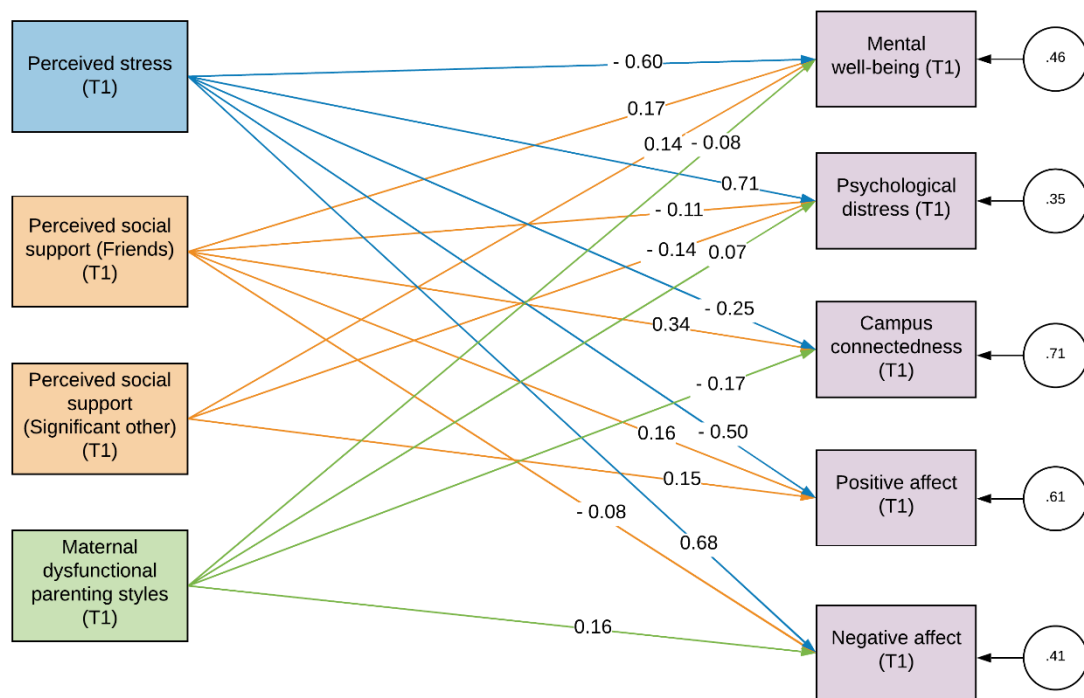 Perceived stress
(T1)
Perceived social
support (Friends)
(T1)
Perceived social
support
(Significant other)
(T1)
Maternal
dysfunctional
parenting styles
(T1)
- 0.60
0.17
0.14
- 0.08
0.71
- 0.11
- 0.14
0.07
- 0.25
0.34
- 0.17
- 0.50
0.16
0.15
- 0.08
0.68
0.16
Mental
well-being (T1)
.46
Psychological
distress (T1)
.35
Campus
connectedness
(T1)
.71
Positive affect
(T1)
.61
Negative affect
(T1)
.41